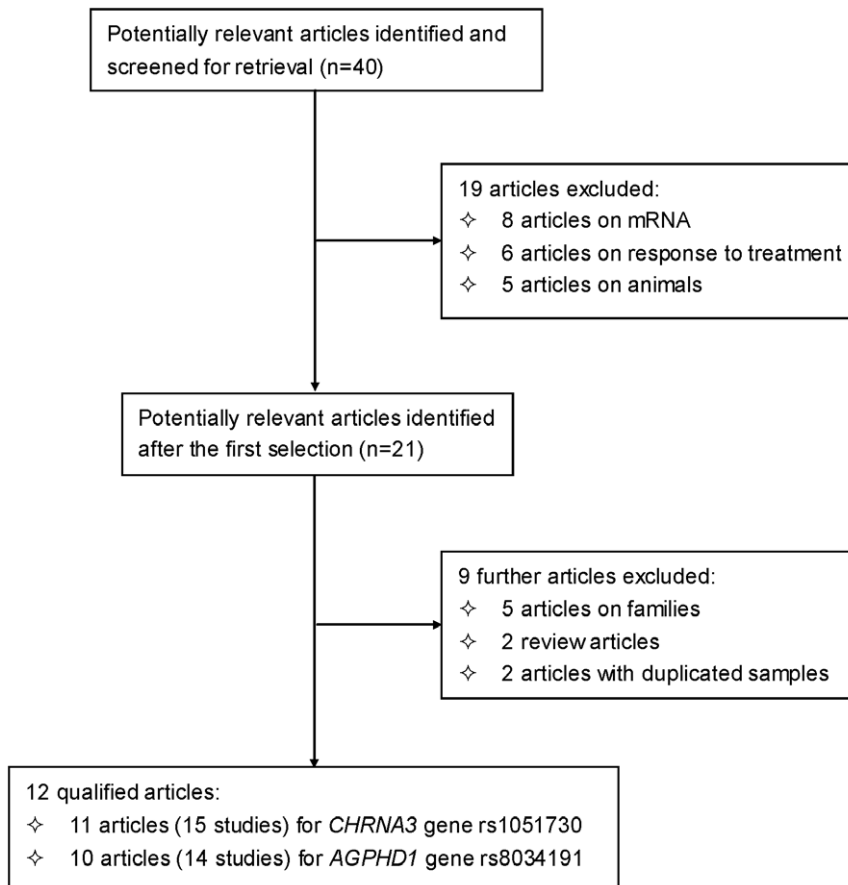 Potentially relevant articles identified and
screened for retrieval (n=40)
19 articles excluded:
✧ 8 articles on mRNA
✧ 6 articles on response to treatment
✧ 5 articles on animals
Potentially relevant articles identified
after the first selection (n=21)
9 further articles excluded:
✧ 5 articles on families
✧ 2 review articles
✧ 2 articles with duplicated samples
12 qualified articles:
✧ 11 articles (15 studies) for CHRNA3 gene rs1051730
✧ 10 articles (14 studies) for AGPHD1 gene rs8034191